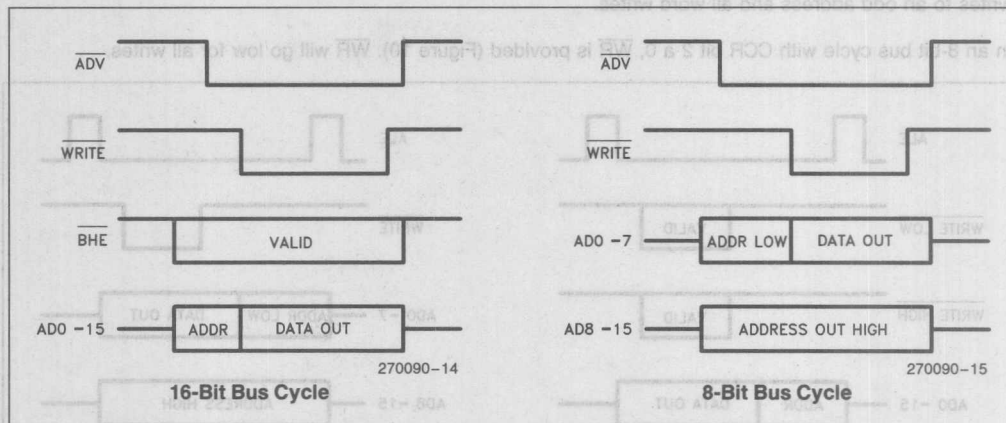 ADV
WRITE
BHE
VALID
AD0 -15
ADDR
DATA OUT
270090-14
16-Bit Bus Cycle
ADV
WRITE
AD0 -7
ADDR LOW
DATA OUT
AD8 -15
ADDRESS OUT HIGH
270090-15
8-Bit Bus Cycle